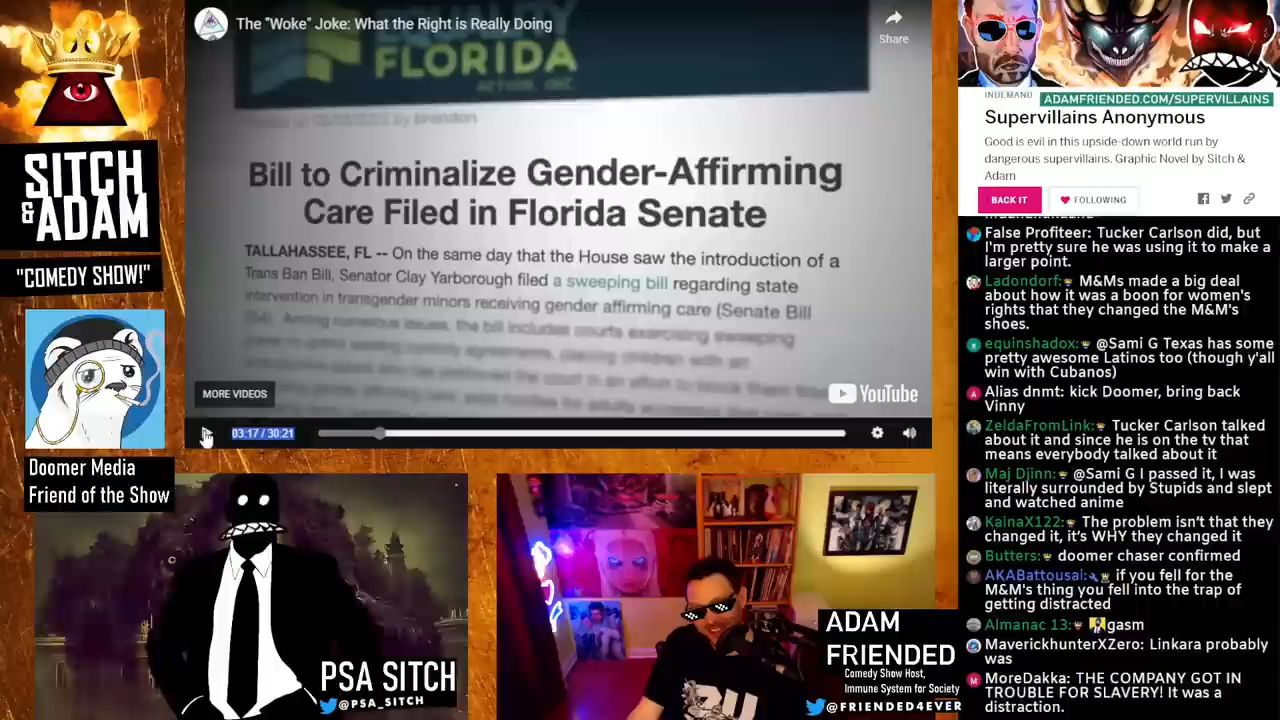 The "Woke" Joke: What the Right is Really Doing
Share
FLORIDA
Bill to Criminalize Gender-Affirming
Care Filed in Florida Senate
TALLAHASSEE, FL -- On the same day that the House saw the introduction of a
Trans Ban Bill, Senator Clay Yarborough filed a sweeping bill regarding state
intervention in transgender minors receiving gender affirming care (Senate Bill
MORE VIDEOS
YouTube
03:17 / 30:21
SITCH
& ADAM
"COMEDY SHOW!"
Doomer Media
Friend of the Show
PSA SITCH
@PSA_SITCH
ADAM
FRIENDED
Comedy Show Host,
Immune System for Society
@FRIENDED4EVER
INDEMAND
ADAMFRIENDED.COM/SUPERVILLAINS
Supervillains Anonymous
Good is evil in this upside-down world run by
dangerous supervillains. Graphic Novel by Sitch &
Adam
BACK IT
FOLLOWING
False Profiteer: Tucker Carlson did, but
I'm pretty sure he was using it to make a
larger point.
Ladondorf: M&Ms made a big deal
about how it was a boon for women's
rights that they changed the M&M's
shoes.
equinshadox: @Sami G Texas has some
pretty awesome Latinos too (though y'all
win with Cubanos)
Alias dnmt: kick Doomer, bring back
Vinny
ZeldaFromLink: Tucker Carlson talked
about it and since he is on the tv that
means everybody talked about it
Maj Djinn: @Sami G I passed it, I was
literally surrounded by Stupids and slept
and watched anime
KainaX122: The problem isn't that they
changed it, it's WHY they changed it
Butters: doomer chaser confirmed
AKABattousai: if you fell for the
M&M's thing you fell into the trap of
getting distracted
Almanac 13: gasm
MaverickhunterXZero: Linkara probably
was
MoreDakka: THE COMPANY GOT IN
TROUBLE FOR SLAVERY! It was a
distraction.